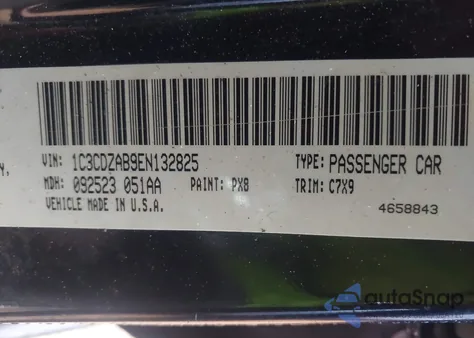 Y,
VIN: 1C3CDZAB9EN132825 TYPE: PASSENGER CAR
MDH: 092523 051AA PAINT: PX8 TRIM: C7X9
VEHICLE MADE IN U.S.A. 4658843
autoSnap